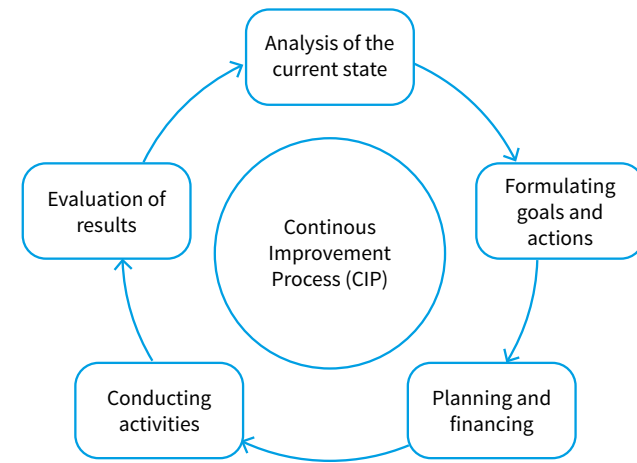 Analysis of the
current state
Formulating
goals and
actions
Planning and
financing
Conducting
activities
Evaluation of
results
Continous
Improvement
Process (CIP)